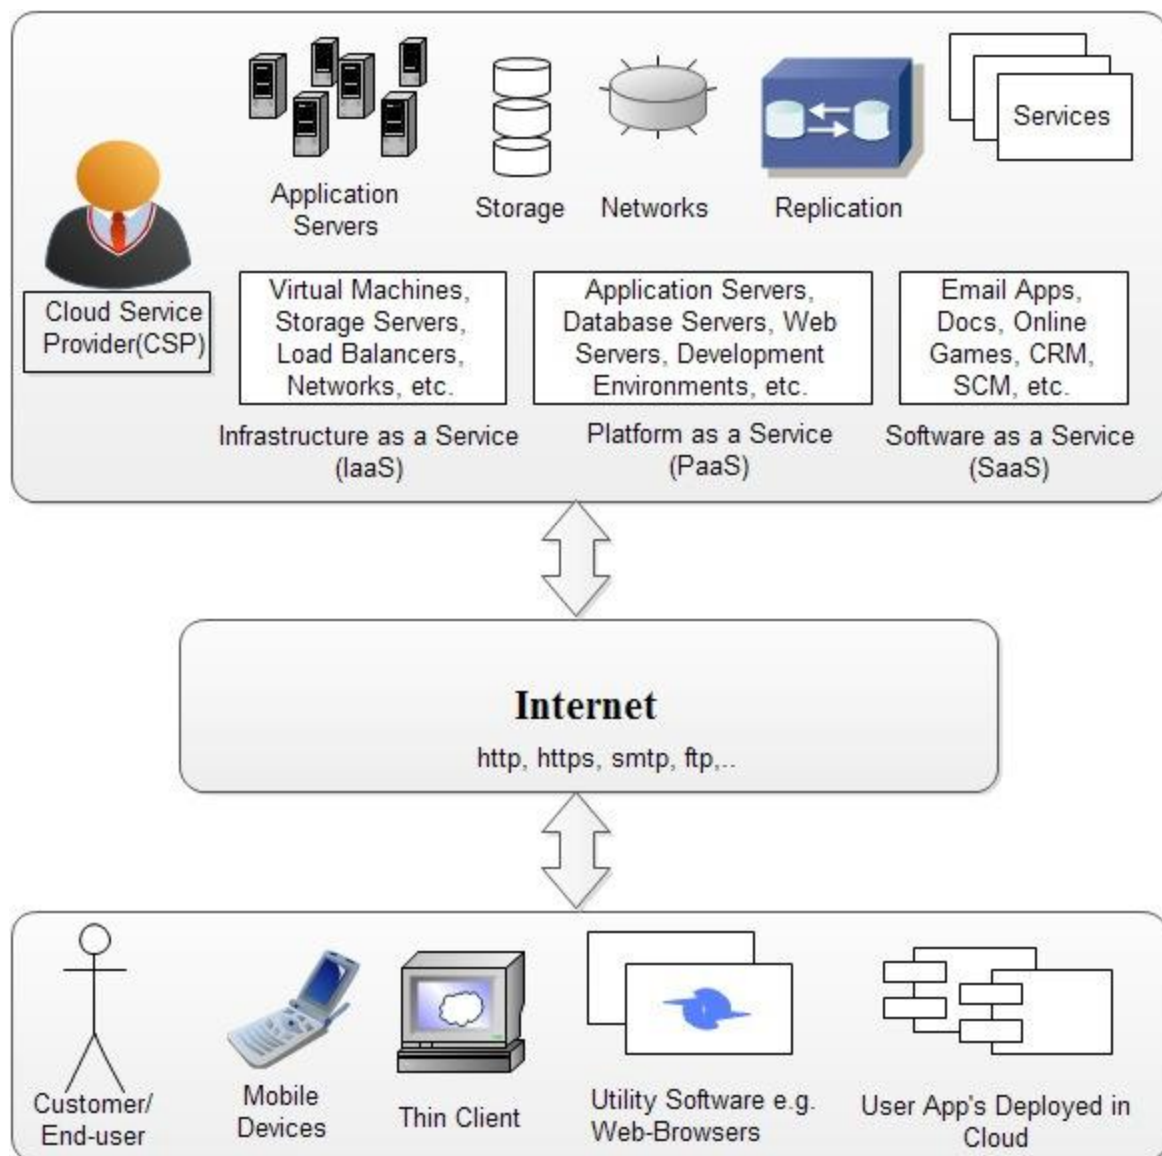 Services
Application
Servers
Storage
Networks
Replication
Cloud Service
Provider(CSP)
Virtual Machines,
Storage Servers,
Load Balancers,
Networks, etc.
Application Servers,
Database Servers, Web
Servers, Development
Environments, etc.
Email Apps,
Docs, Online
Games, CRM,
SCM, etc.
Infrastructure as a Service
(IaaS)
Platform as a Service
(PaaS)
Software as a Service
(SaaS)
Internet
http, https, smtp, ftp,..
Customer/
End-user
Mobile
Devices
Thin Client
Utility Software e.g.
Web-Browsers
User App's Deployed in
Cloud